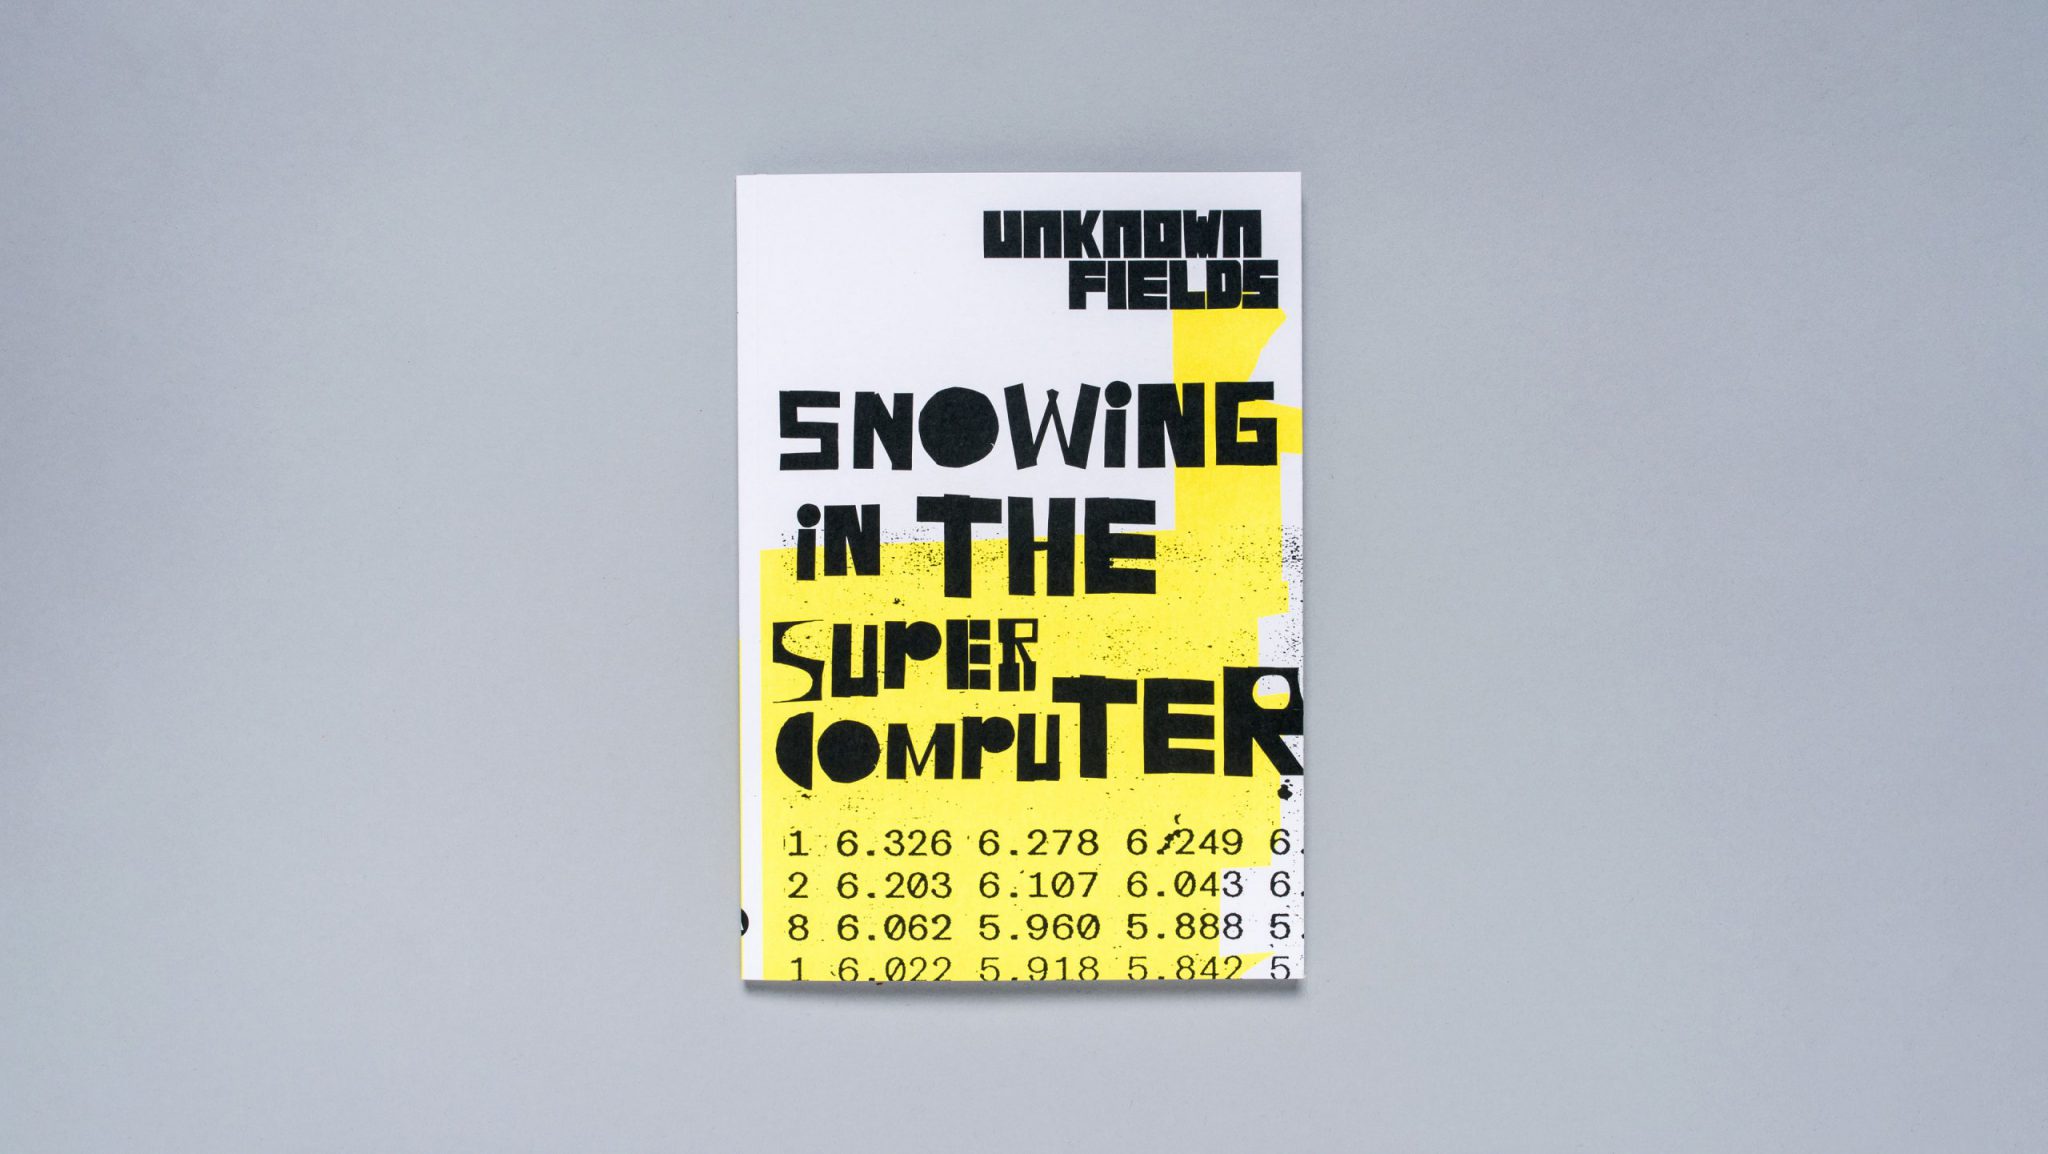 UNKNOWN
FIELDS
SNOWiNG
iN THE
SUPER
COMPUTER
1 6.326 6.278 6.249 6.
2 6.203 6.107 6.043 6.
8 6.062 5.960 5.888 5.
1 6.022 5.918 5.842 5